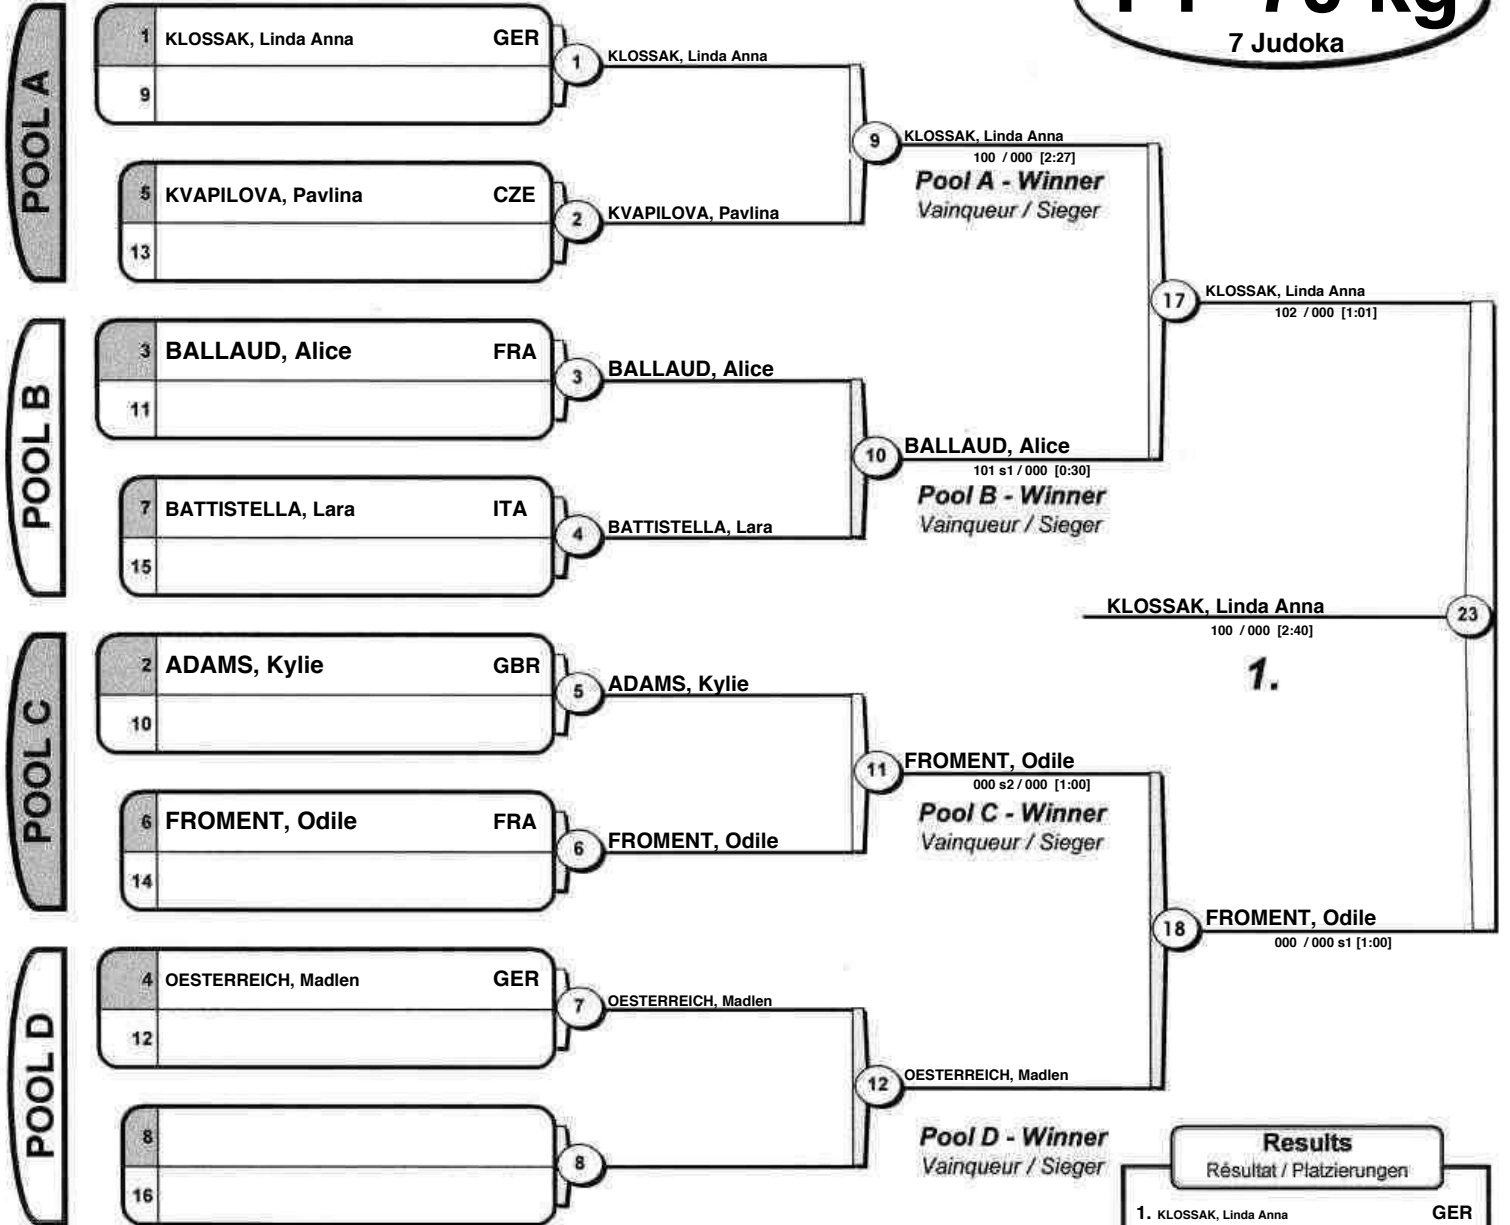 7 Judoka
POOL A
1 KLOSSAK, Linda Anna GER
9
1 KLOSSAK, Linda Anna
5 KVAPILOVA, Pavlina CZE
13
2 KVAPILOVA, Pavlina
9 KLOSSAK, Linda Anna
100 / 000 [2:27]
Pool A - Winner
Vainqueur / Sieger
17 KLOSSAK, Linda Anna
102 / 000 [1:01]
POOL B
3 BALLAUD, Alice FRA
11
3 BALLAUD, Alice
7 BATTISTELLA, Lara ITA
15
4 BATTISTELLA, Lara
10 BALLAUD, Alice
101 s1 / 000 [0:30]
Pool B - Winner
Vainqueur / Sieger
KLOSSAK, Linda Anna 23
100 / 000 [2:40]
1.
POOL C
2 ADAMS, Kylie GBR
10
5 ADAMS, Kylie
6 FROMENT, Odile FRA
14
6 FROMENT, Odile
11 FROMENT, Odile
000 s2 / 000 [1:00]
Pool C - Winner
Vainqueur / Sieger
18 FROMENT, Odile
000 / 000 s1 [1:00]
POOL D
4 OESTERREICH, Madlen GER
12
7 OESTERREICH, Madlen
8
16
8
12 OESTERREICH, Madlen
Pool D - Winner
Vainqueur / Sieger
Results
Résultat / Platzierungen
1. KLOSSAK, Linda Anna GER